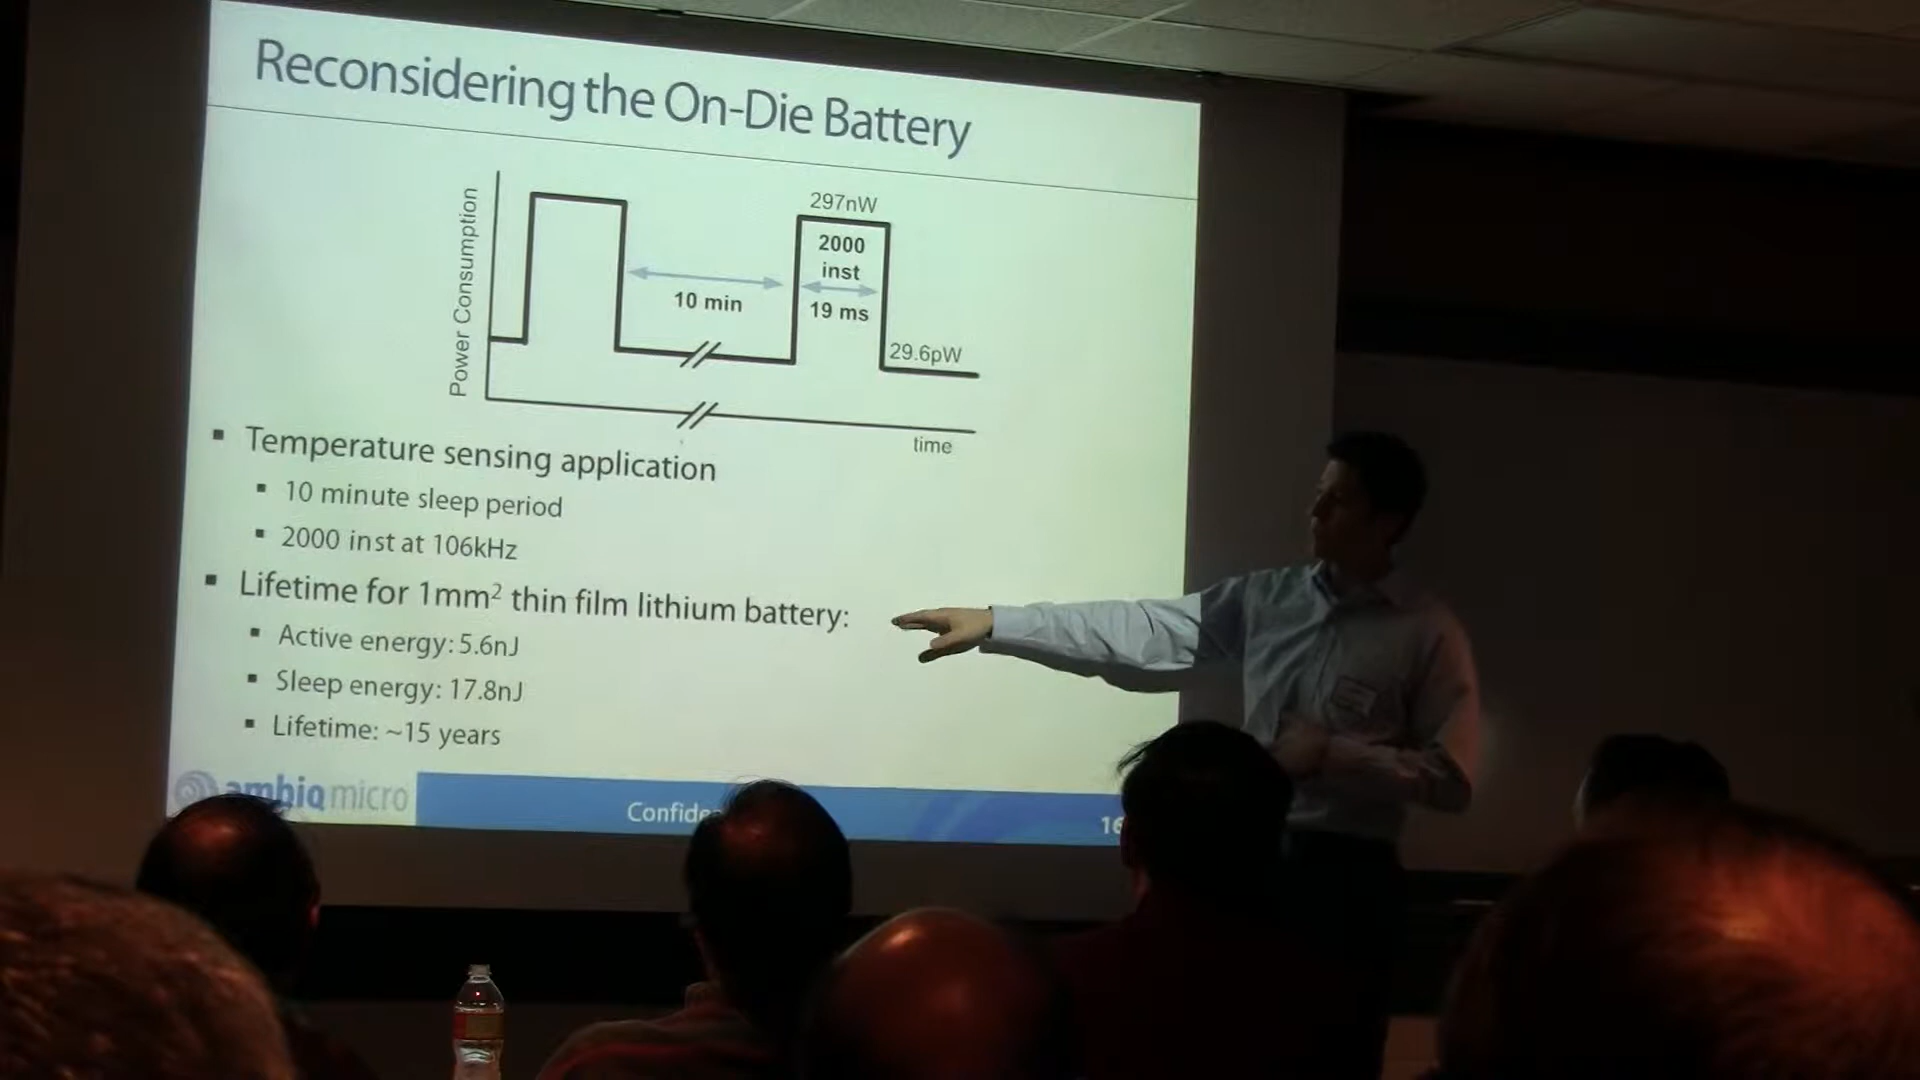 Reconsidering the On-Die Battery
Power Consumption
297nW
2000
inst
10 min
19 ms
29.6pW
time
Temperature sensing application
10 minute sleep period
2000 inst at 106kHz
Lifetime for 1mm² thin film lithium battery:
Active energy: 5.6nJ
Sleep energy: 17.8nJ
Lifetime: ~15 years
ambiq micro
16